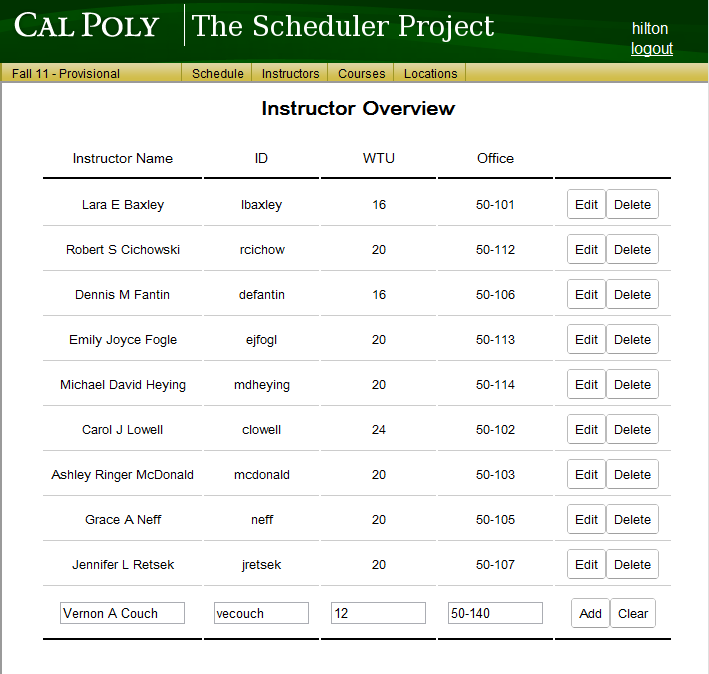 CAL POLY The Scheduler Project
hilton
logout
Fall 11 - Provisional Schedule Instructors Courses Locations
Instructor Overview
Instructor Name ID WTU Office
Lara E Baxley lbaxley 16 50-101 Edit Delete
Robert S Cichowski rcichow 20 50-112 Edit Delete
Dennis M Fantin defantin 16 50-106 Edit Delete
Emily Joyce Fogle ejfogl 20 50-113 Edit Delete
Michael David Heying mdheying 20 50-114 Edit Delete
Carol J Lowell clowell 24 50-102 Edit Delete
Ashley Ringer McDonald mcdonald 20 50-103 Edit Delete
Grace A Neff neff 20 50-105 Edit Delete
Jennifer L Retsek jretsek 20 50-107 Edit Delete
Vernon A Couch vecouch 12 50-140 Add Clear